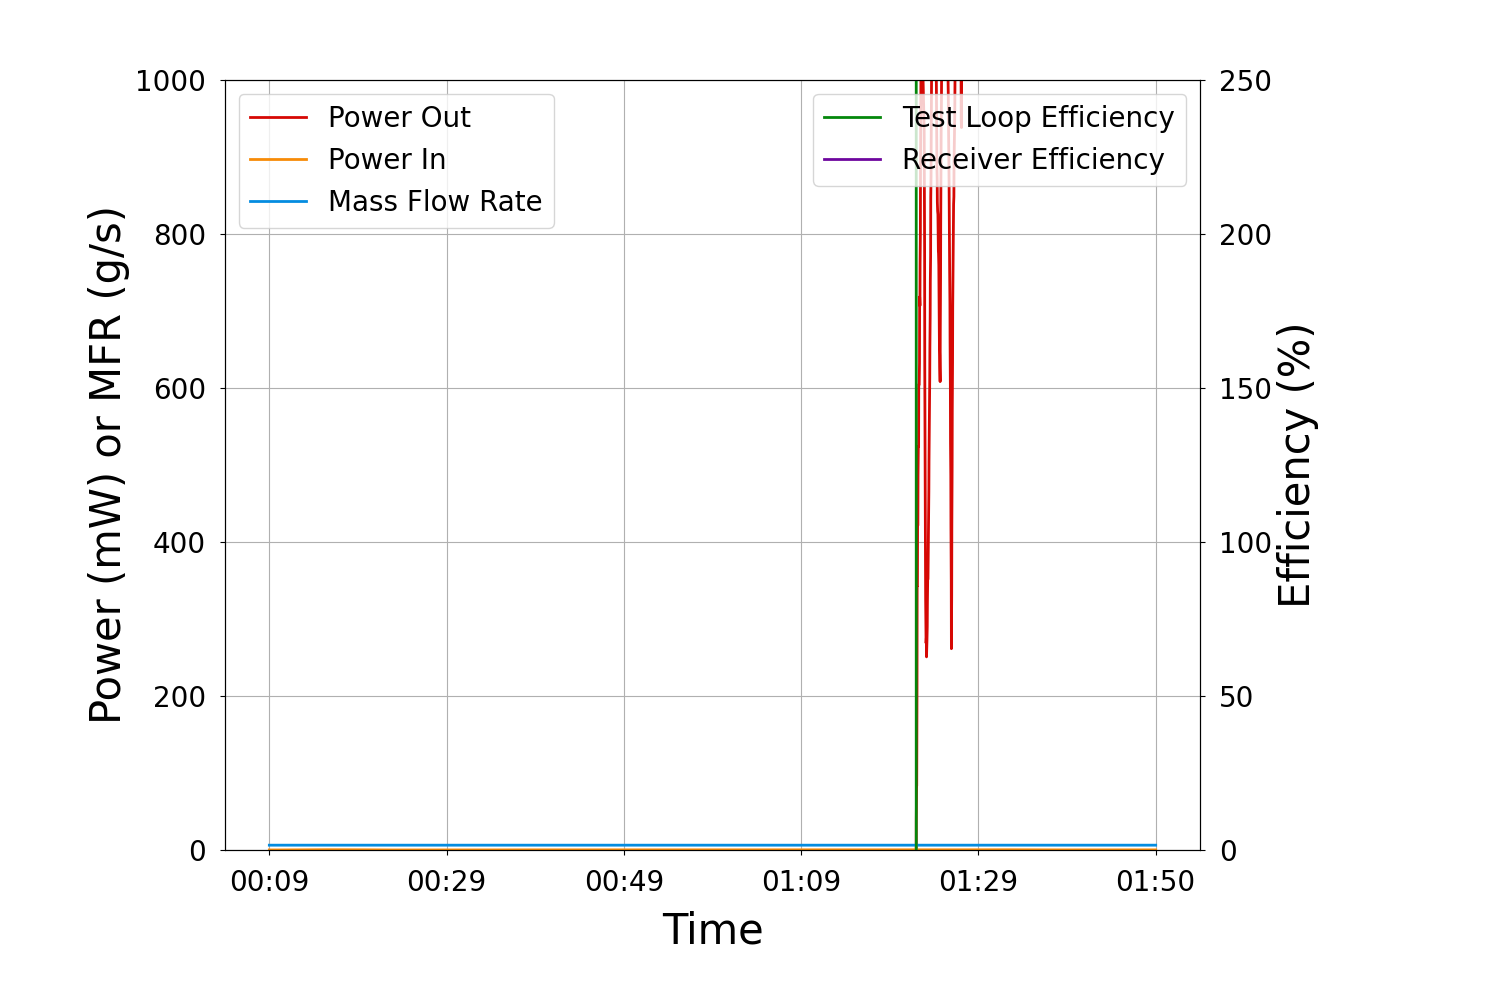 1000
800
600
400
200
0
Power (mW) or MFR (g/s)
Power Out
Power In
Mass Flow Rate
Test Loop Efficiency
Receiver Efficiency
250
200
150
100
50
0
Efficiency (%)
00:09 00:29 00:49 01:09 01:29 01:50
Time